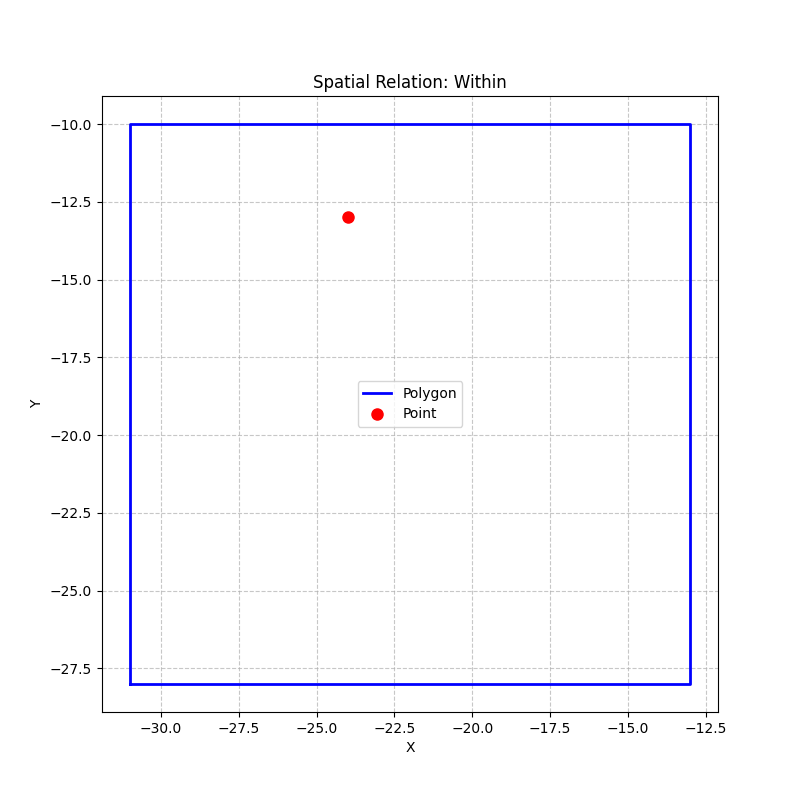 Spatial Relation: Within
−10.0
−12.5
−15.0
−17.5
−20.0
−22.5
−25.0
−27.5
Y
Polygon
Point
−30.0 −27.5 −25.0 −22.5 −20.0 −17.5 −15.0 −12.5
X